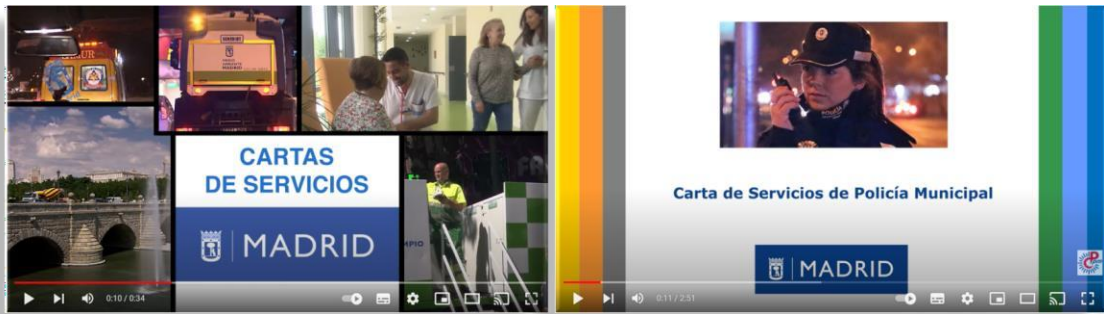 CARTAS
DE SERVICIOS
MADRID
0:10 / 0:34
Carta de Servicios de Policía Municipal
MADRID
0:11 / 2:51